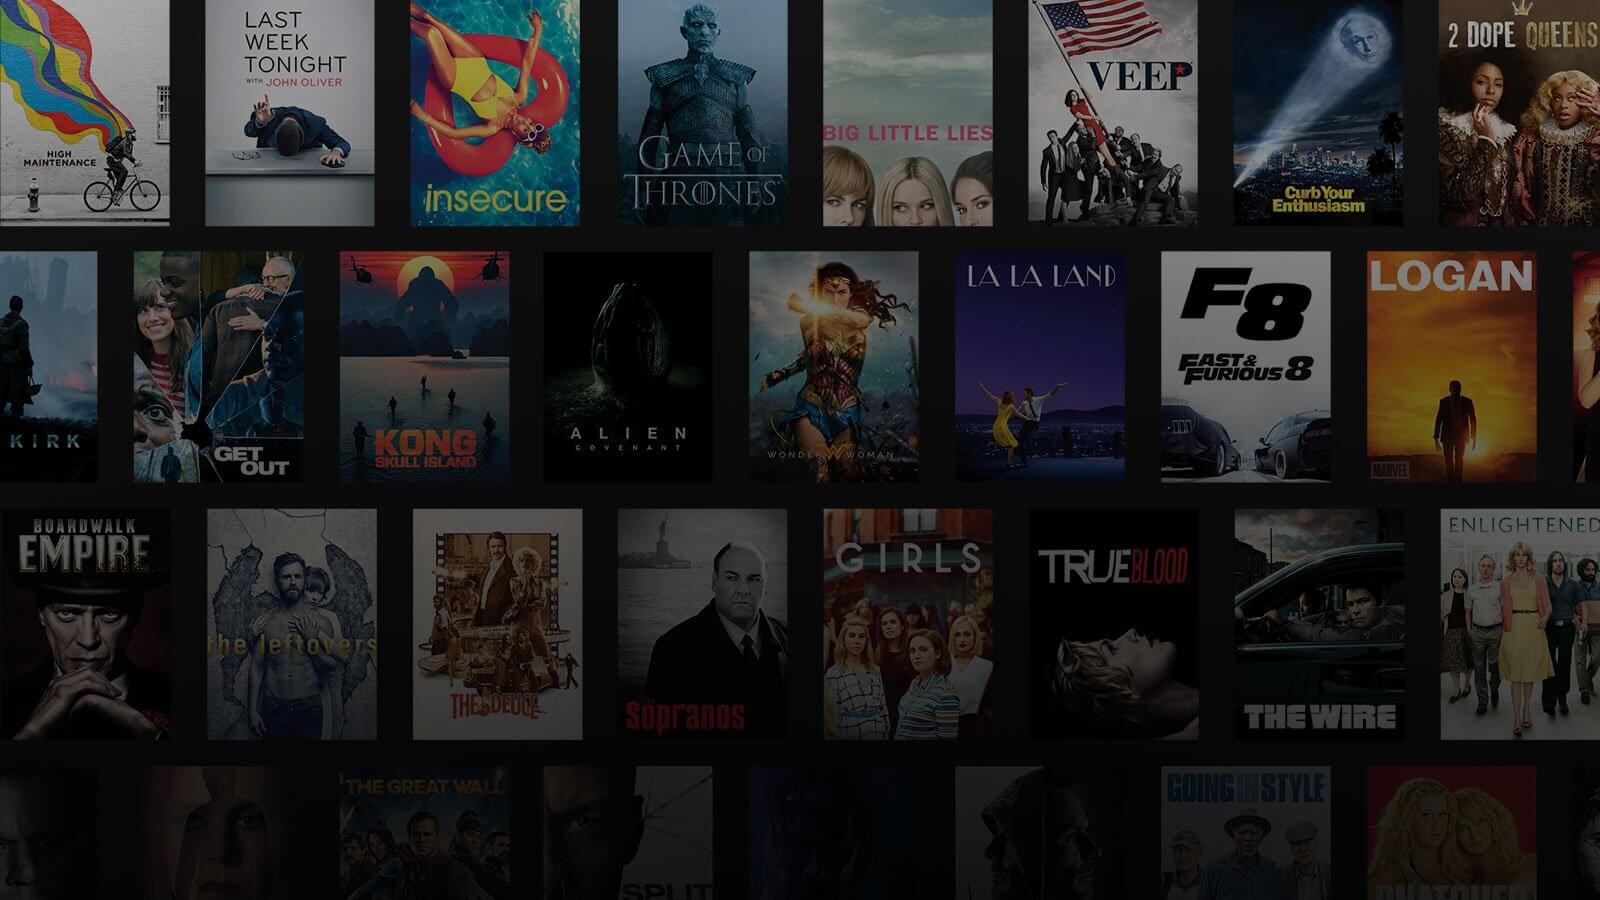 HIGH
MAINTENANCE
LAST
WEEK
TONIGHT
WITH JOHN OLIVER
insecure
GAME OF
THRONES
BIG LITTLE LIES
VEEP
Curb Your
Enthusiasm
2 DOPE QUEENS
KIRK
GET
OUT
KONG
SKULL ISLAND
ALIEN
COVENANT
WONDER WOMAN
LA LA LAND
F8
FAST &
FURIOUS 8
LOGAN
MARVEL
BOARDWALK
EMPIRE
the leftovers
THE DEUCE
The
Sopranos
GIRLS
TRUE BLOOD
THE WIRE
ENLIGHTENED
THE GREAT WALL
SPLIT
GOING IN STYLE
SNATCHED